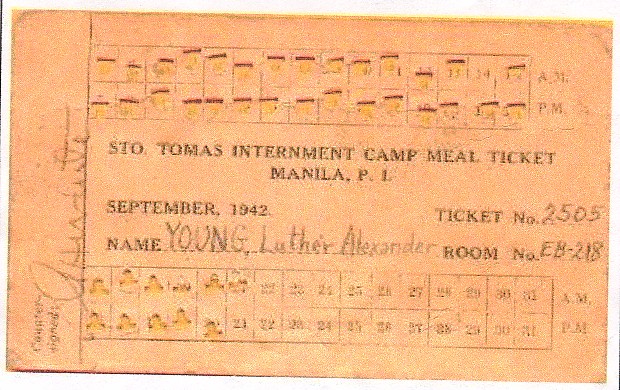 13 14 A.M.
P.M.
STO. TOMAS INTERNMENT CAMP MEAL TICKET
MANILA, P. I.
SEPTEMBER, 1942.
TICKET No. 2505
NAME YOUNG, Luther Alexander
ROOM No. EB-218
22 23 24 25 26 27 28 29 30 31 A.M.
21 22 23 24 25 26 27 28 29 30 31 P.M
Counter-
signed: